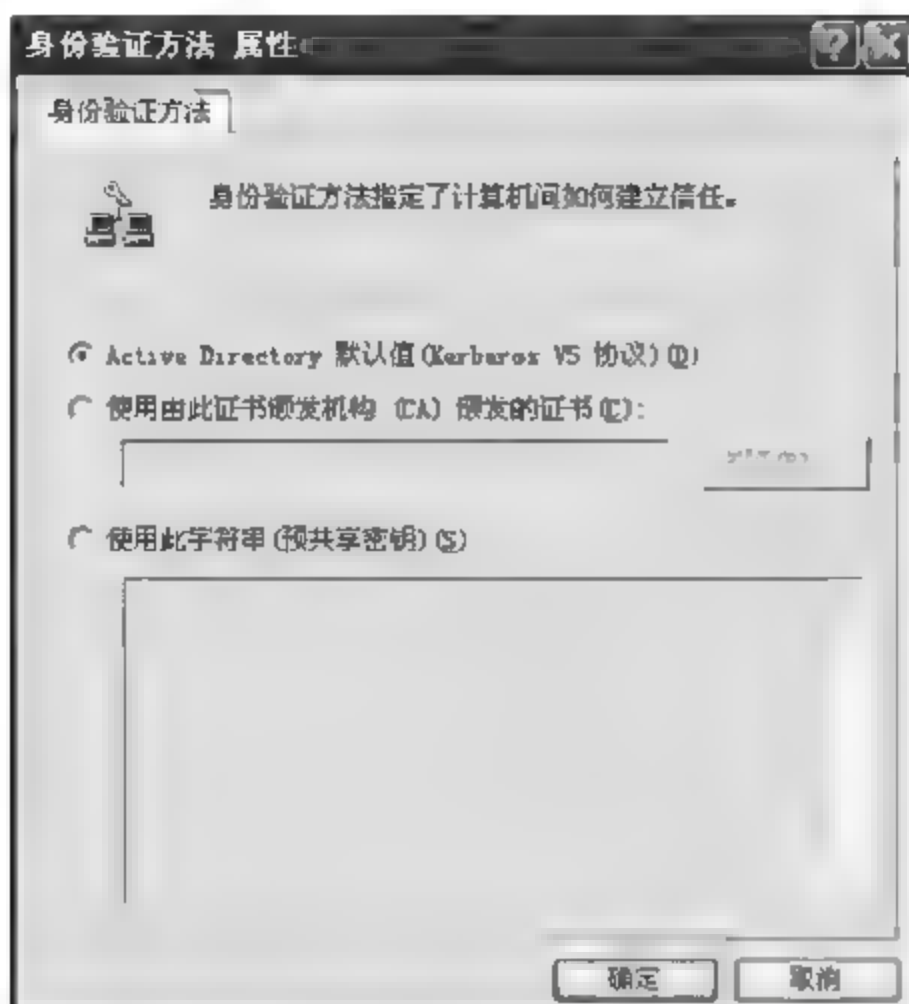 身份验证方法 属性
身份验证方法
身份验证方法指定了计算机间如何建立信任。
Active Directory 默认值(Kerberos V5 协议)(D)
使用由此证书颁发机构 (CA) 颁发的证书(C):
使用此字符串(预共享密钥)(S)
确定
取消